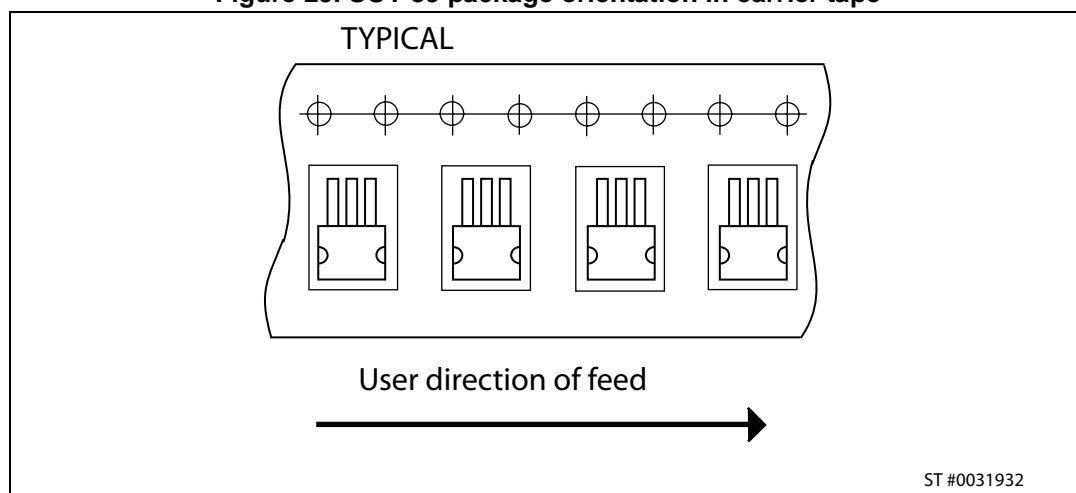 TYPICAL
User direction of feed
ST #0031932